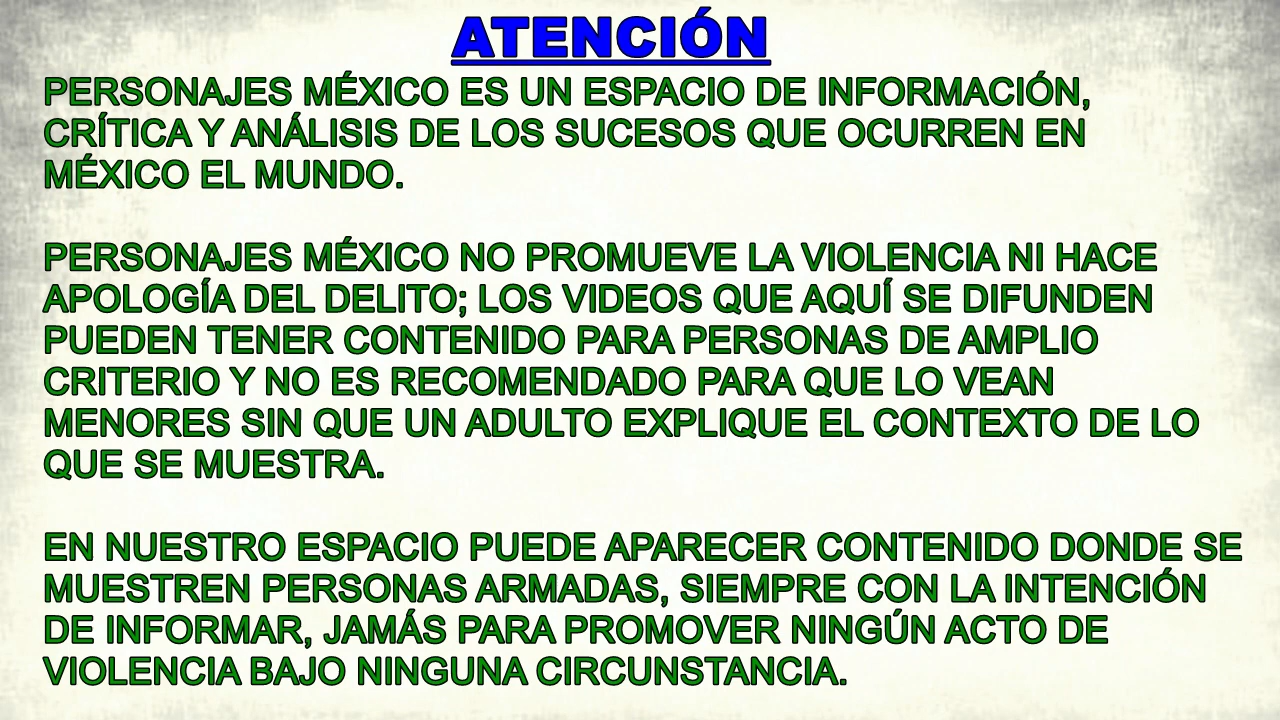 ATENCIÓN
PERSONAJES MÉXICO ES UN ESPACIO DE INFORMACIÓN,
CRÍTICA Y ANÁLISIS DE LOS SUCESOS QUE OCURREN EN
MÉXICO EL MUNDO.
PERSONAJES MÉXICO NO PROMUEVE LA VIOLENCIA NI HACE
APOLOGÍA DEL DELITO; LOS VIDEOS QUE AQUÍ SE DIFUNDEN
PUEDEN TENER CONTENIDO PARA PERSONAS DE AMPLIO
CRITERIO Y NO ES RECOMENDADO PARA QUE LO VEAN
MENORES SIN QUE UN ADULTO EXPLIQUE EL CONTEXTO DE LO
QUE SE MUESTRA.
EN NUESTRO ESPACIO PUEDE APARECER CONTENIDO DONDE SE
MUESTREN PERSONAS ARMADAS, SIEMPRE CON LA INTENCIÓN
DE INFORMAR, JAMÁS PARA PROMOVER NINGÚN ACTO DE
VIOLENCIA BAJO NINGUNA CIRCUNSTANCIA.